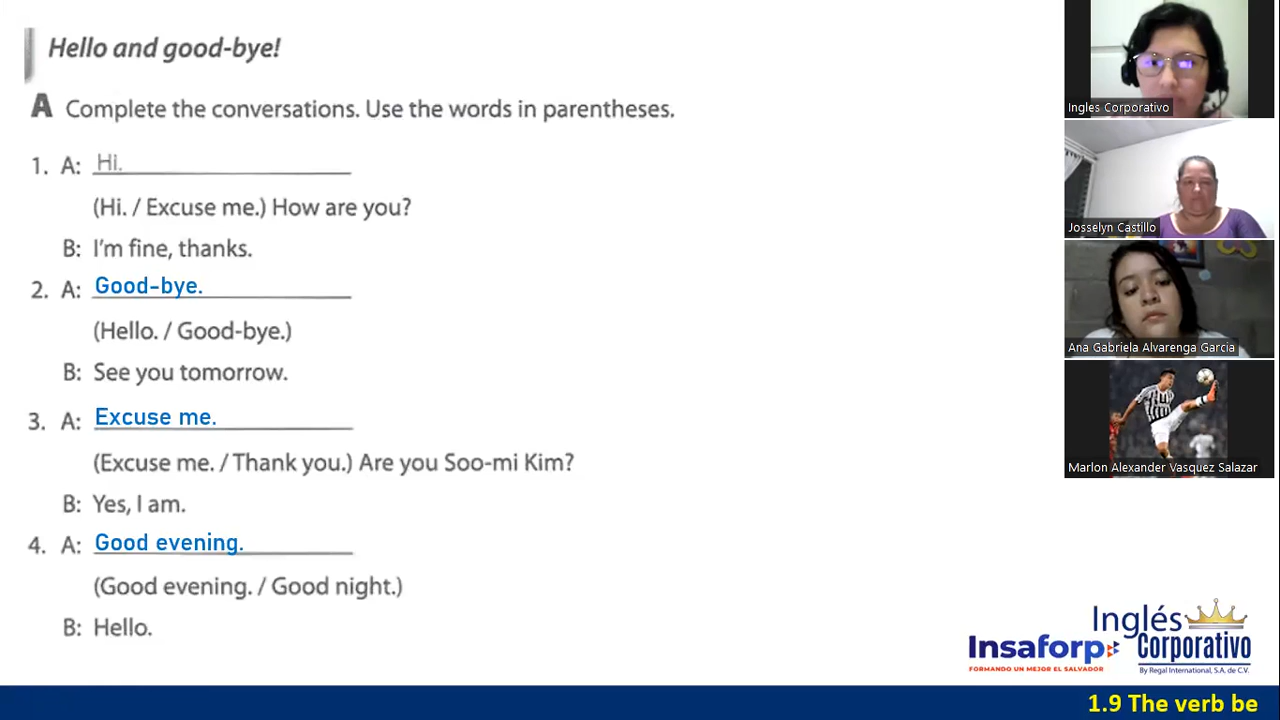 Hello and good-bye!
A Complete the conversations. Use the words in parentheses.
1. A: Hi.
(Hi. / Excuse me.) How are you?
B: I'm fine, thanks.
2. A: Good-bye.
(Hello. / Good-bye.)
B: See you tomorrow.
3. A: Excuse me.
(Excuse me. / Thank you.) Are you Soo-mi Kim?
B: Yes, I am.
4. A: Good evening.
(Good evening. / Good night.)
B: Hello.
Ingles Corporativo
Josselyn Castillo
Ana Gabriela Alvarenga Garcia
Marlon Alexander Vasquez Salazar
Insaforp
FORMANDO UN MEJOR EL SALVADOR
Inglés
Corporativo
By Regal International, S.A. de C.V.
1.9 The verb be